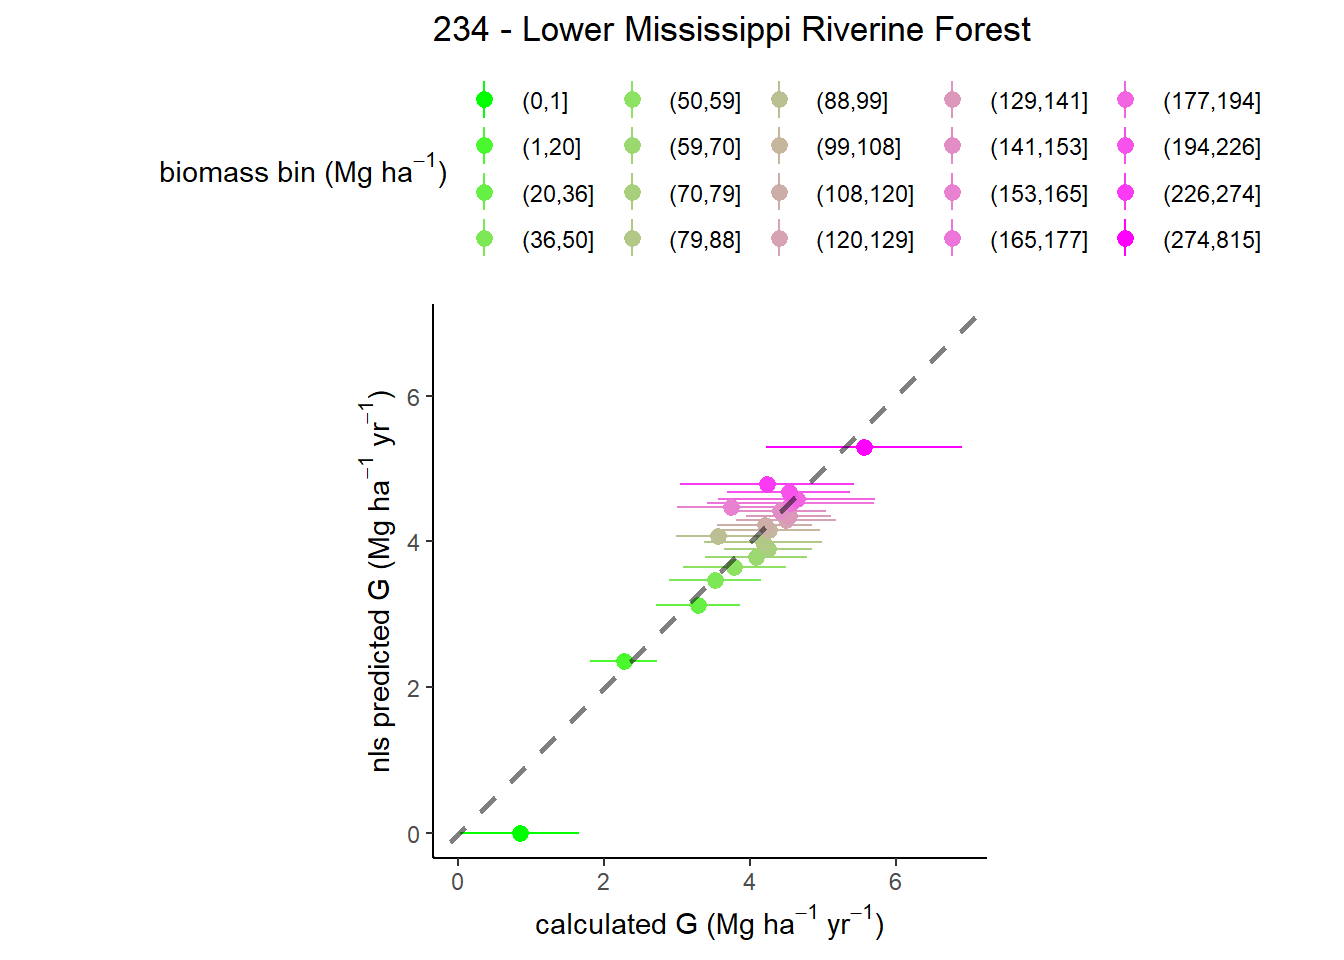 234 - Lower Mississippi Riverine Forest
biomass bin (Mg ha⁻¹)
(0,1] (50,59] (88,99] (129,141] (177,194]
(1,20] (59,70] (99,108] (141,153] (194,226]
(20,36] (70,79] (108,120] (153,165] (226,274]
(36,50] (79,88] (120,129] (165,177] (274,815]
nls predicted G (Mg ha⁻¹ yr⁻¹)
6
4
2
0
0 2 4 6
calculated G (Mg ha⁻¹ yr⁻¹)